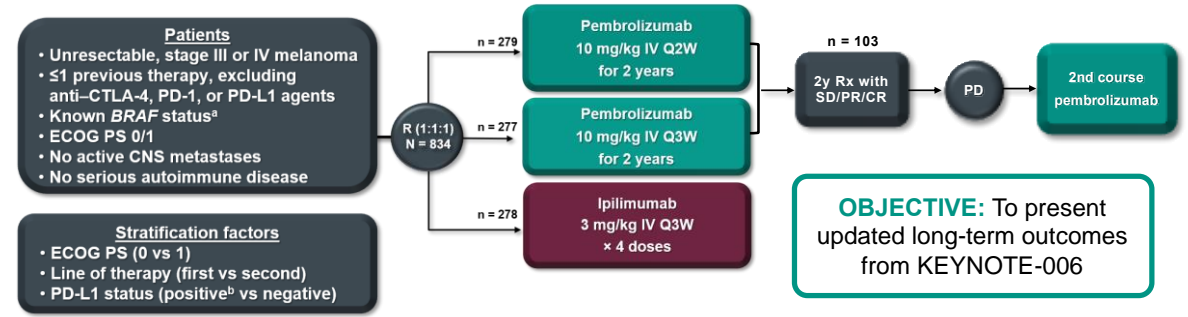 Patients
• Unresectable, stage III or IV melanoma
• ≤1 previous therapy, excluding
anti–CTLA-4, PD-1, or PD-L1 agents
• Known BRAF statusᵃ
• ECOG PS 0/1
• No active CNS metastases
• No serious autoimmune disease
Stratification factors
• ECOG PS (0 vs 1)
• Line of therapy (first vs second)
• PD-L1 status (positiveᵇ vs negative)
R (1:1:1)
N = 834
n = 279
Pembrolizumab
10 mg/kg IV Q2W
for 2 years
n = 277
Pembrolizumab
10 mg/kg IV Q3W
for 2 years
n = 278
Ipilimumab
3 mg/kg IV Q3W
× 4 doses
n = 103
2y Rx with
SD/PR/CR
PD
2nd course
pembrolizumab
OBJECTIVE: To present
updated long-term outcomes
from KEYNOTE-006